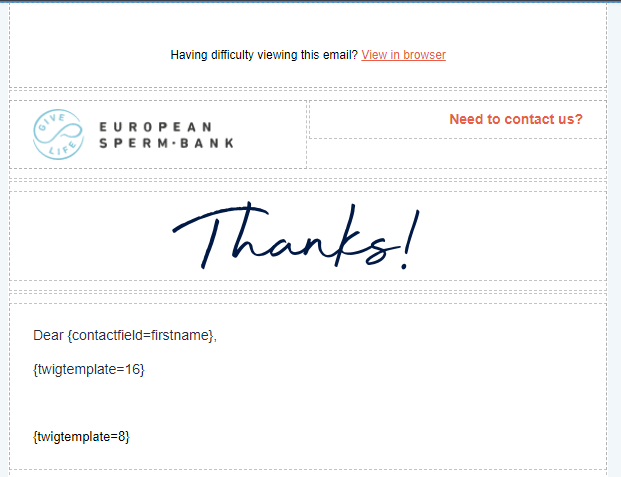 Having difficulty viewing this email? View in browser
GIVE
LIFE
EUROPEAN
SPERM·BANK
Need to contact us?
Thanks!
Dear {contactfield=firstname},
{twigtemplate=16}
{twigtemplate=8}